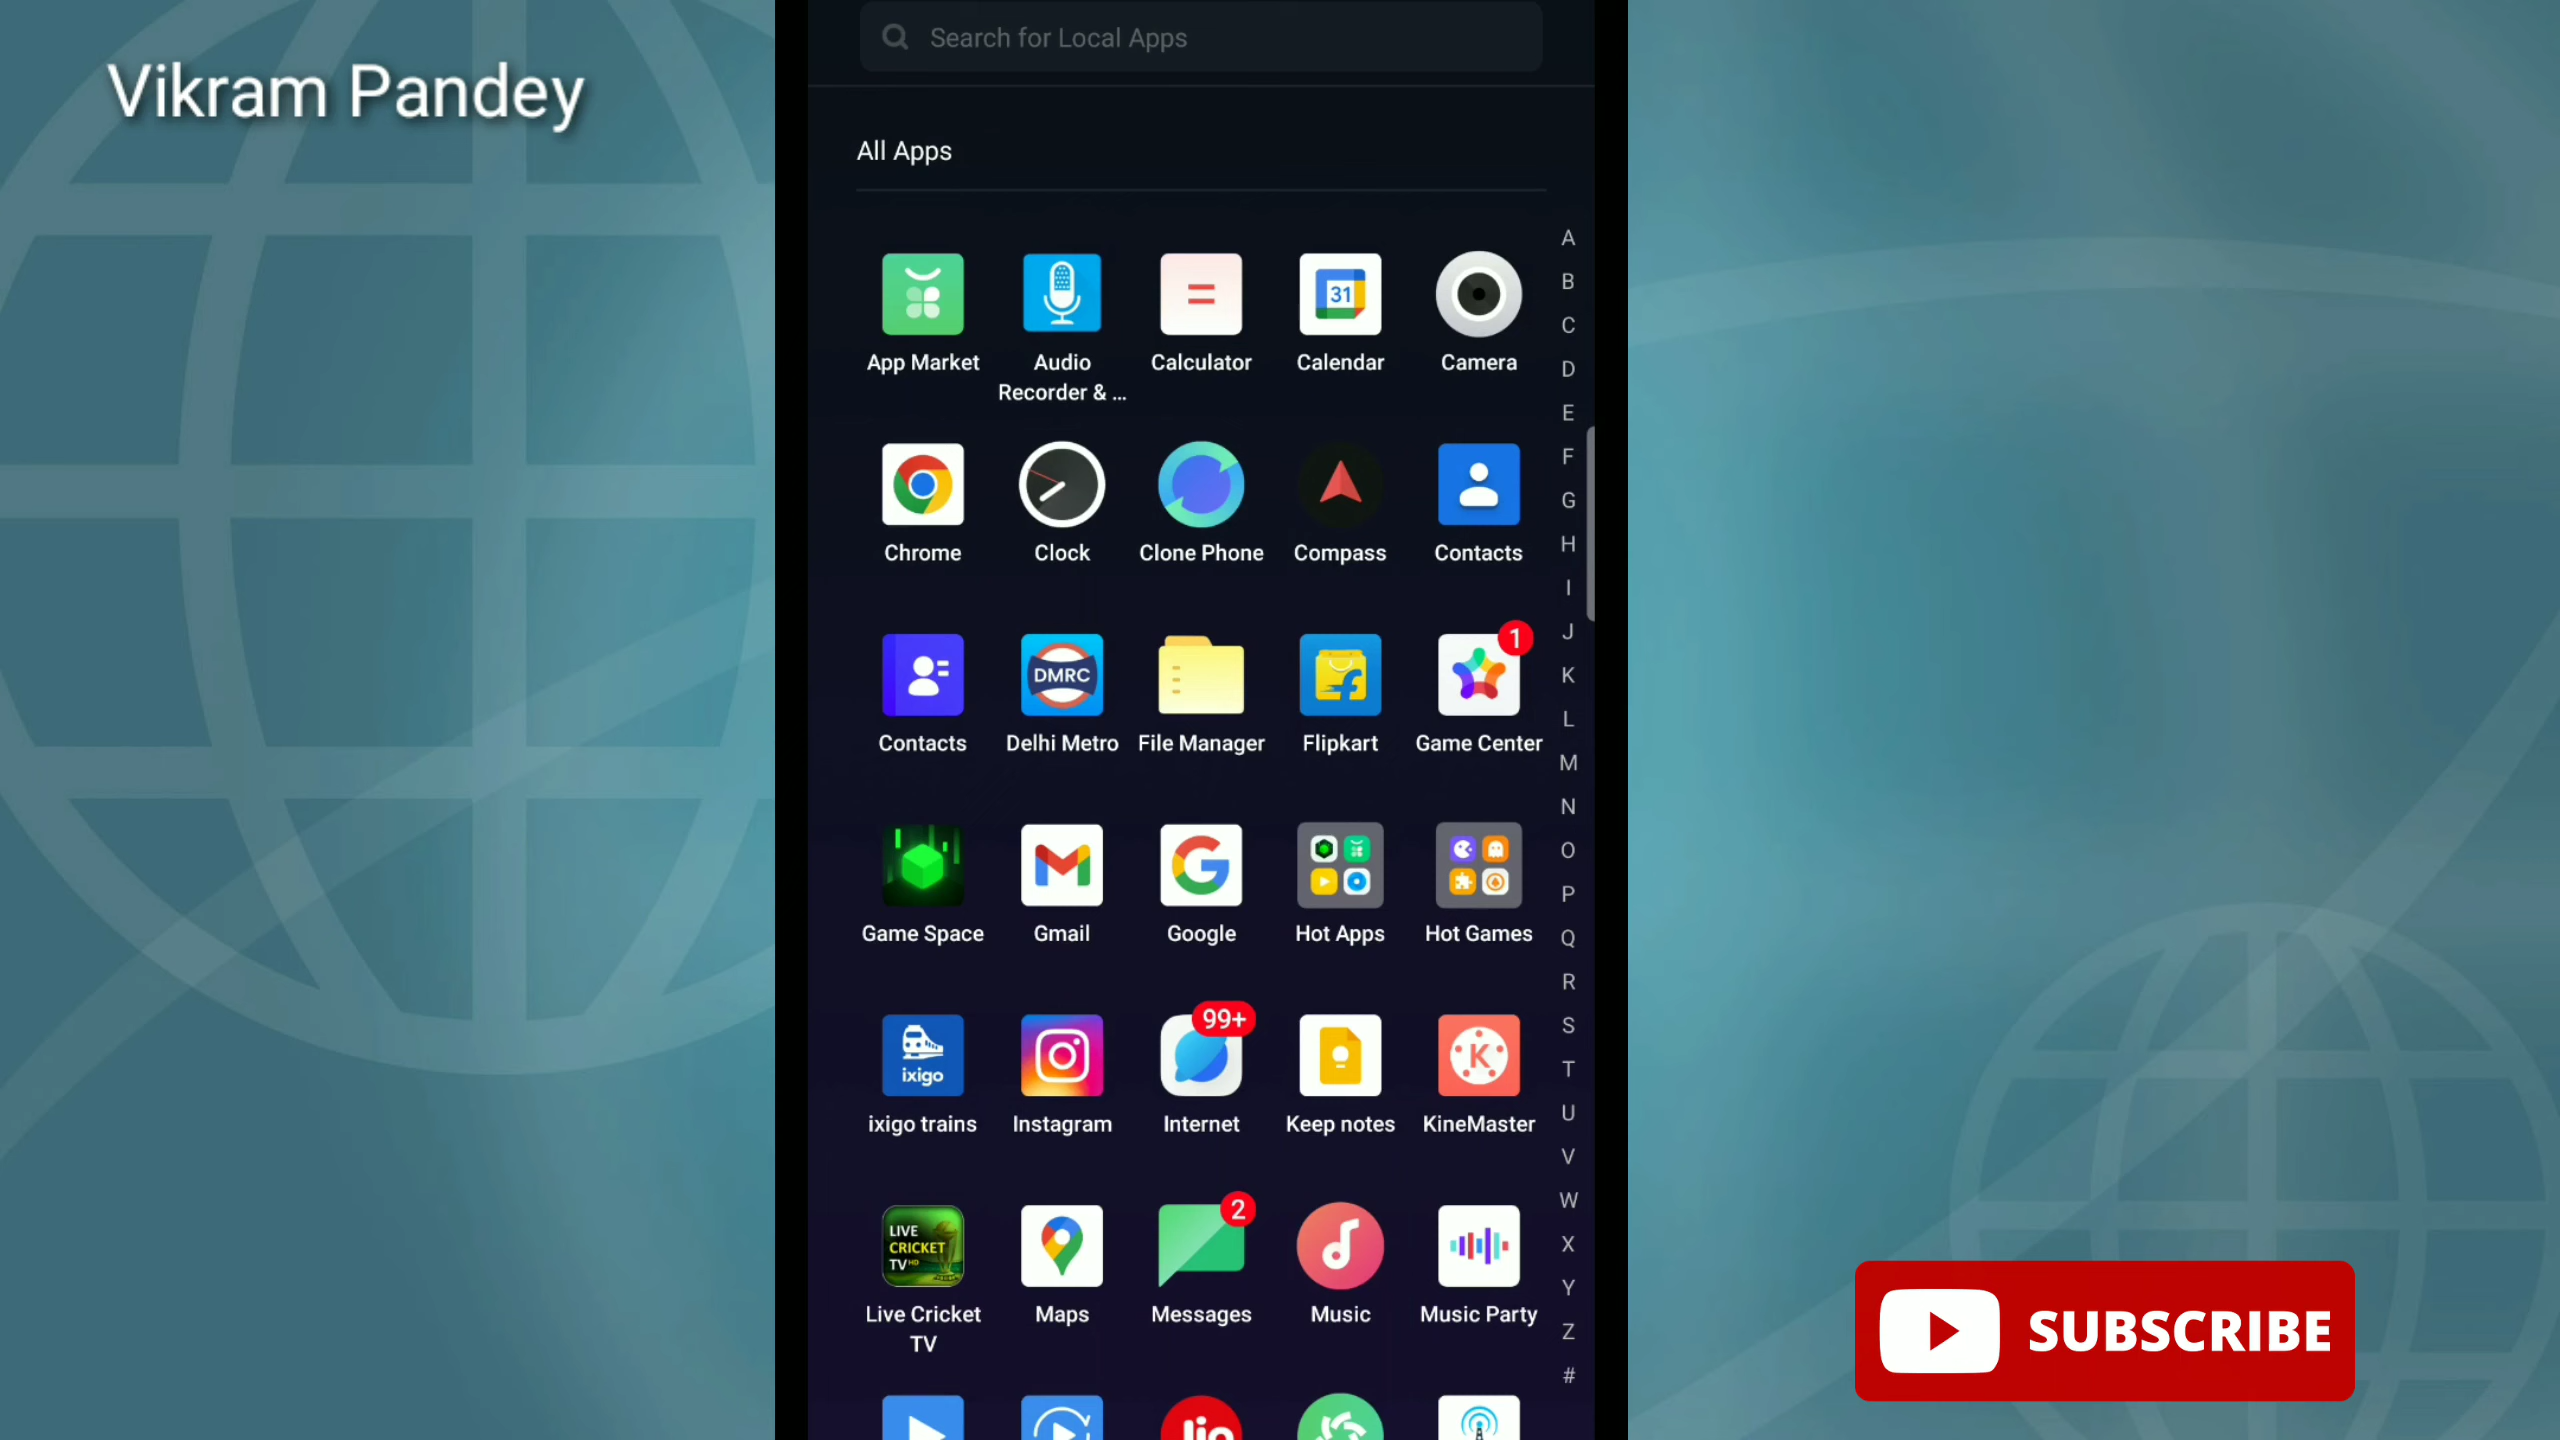 Vikram Pandey
Search for Local Apps
All Apps
A
B
C
D
E
F
G
H
I
J
K
L
M
N
O
P
Q
R
S
T
U
V
W
X
Y
Z
#
31
App Market
Audio
Recorder & ...
Calculator
Calendar
Camera
Chrome
Clock
Clone Phone
Compass
Contacts
DMRC
1
Contacts
Delhi Metro
File Manager
Flipkart
Game Center
Game Space
Gmail
Google
Hot Apps
Hot Games
99+
ixigo
K
ixigo trains
Instagram
Internet
Keep notes
KineMaster
2
LIVE
CRICKET
TV HD
Live Cricket
TV
Maps
Messages
Music
Music Party
SUBSCRIBE